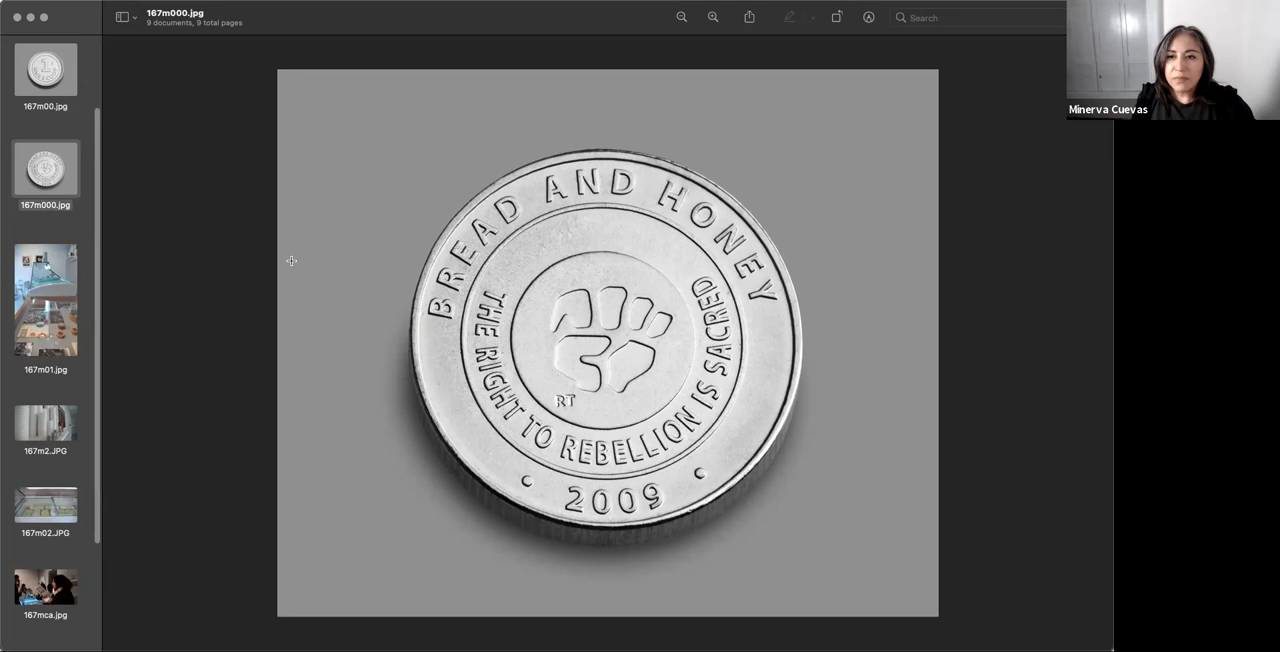 167m000.jpg
9 documents, 9 total pages
Search
Minerva Cuevas
167m00.jpg
167m000.jpg
167m01.jpg
167m2.JPG
167m02.JPG
167mca.jpg
BREAD AND HONEY
THE RIGHT TO REBELLION IS SACRED
RT
2009